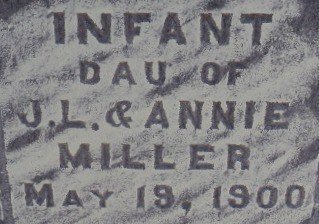 INFANT
DAU OF
J. L. & ANNIE
MILLER
MAY 19, 1900